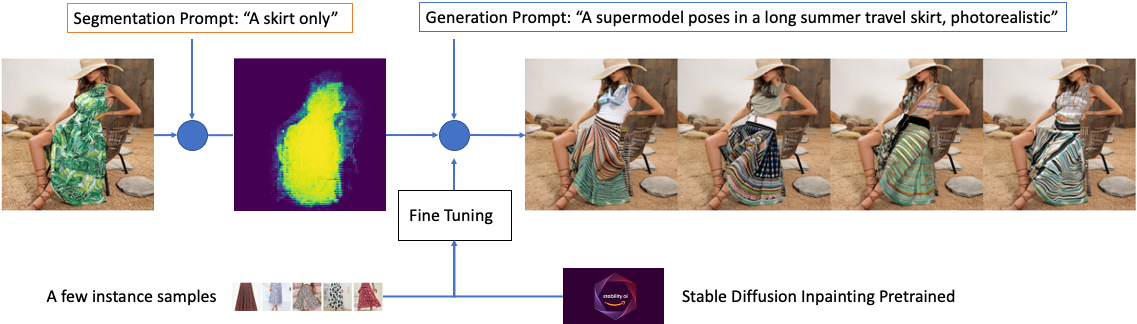 Segmentation Prompt: “A skirt only”
Generation Prompt: “A supermodel poses in a long summer travel skirt, photorealistic”
Fine Tuning
A few instance samples
stability.ai
Stable Diffusion Inpainting Pretrained